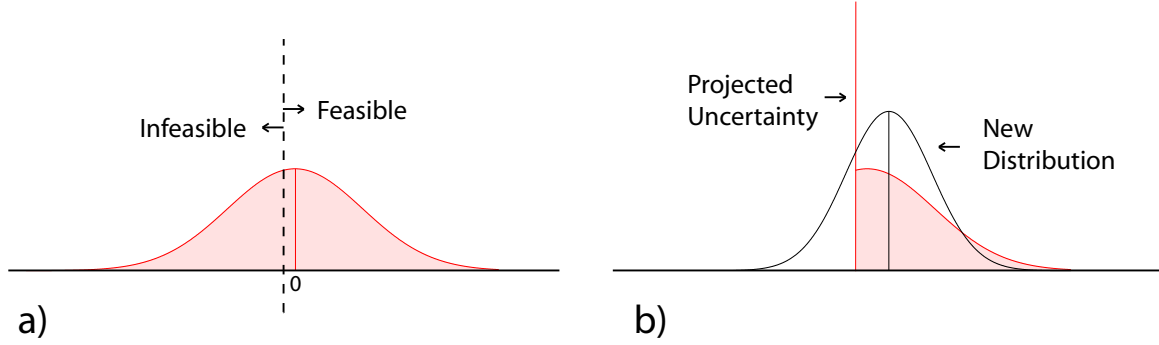 Infeasible
Feasible
0
a)
Projected
Uncertainty
New
Distribution
b)